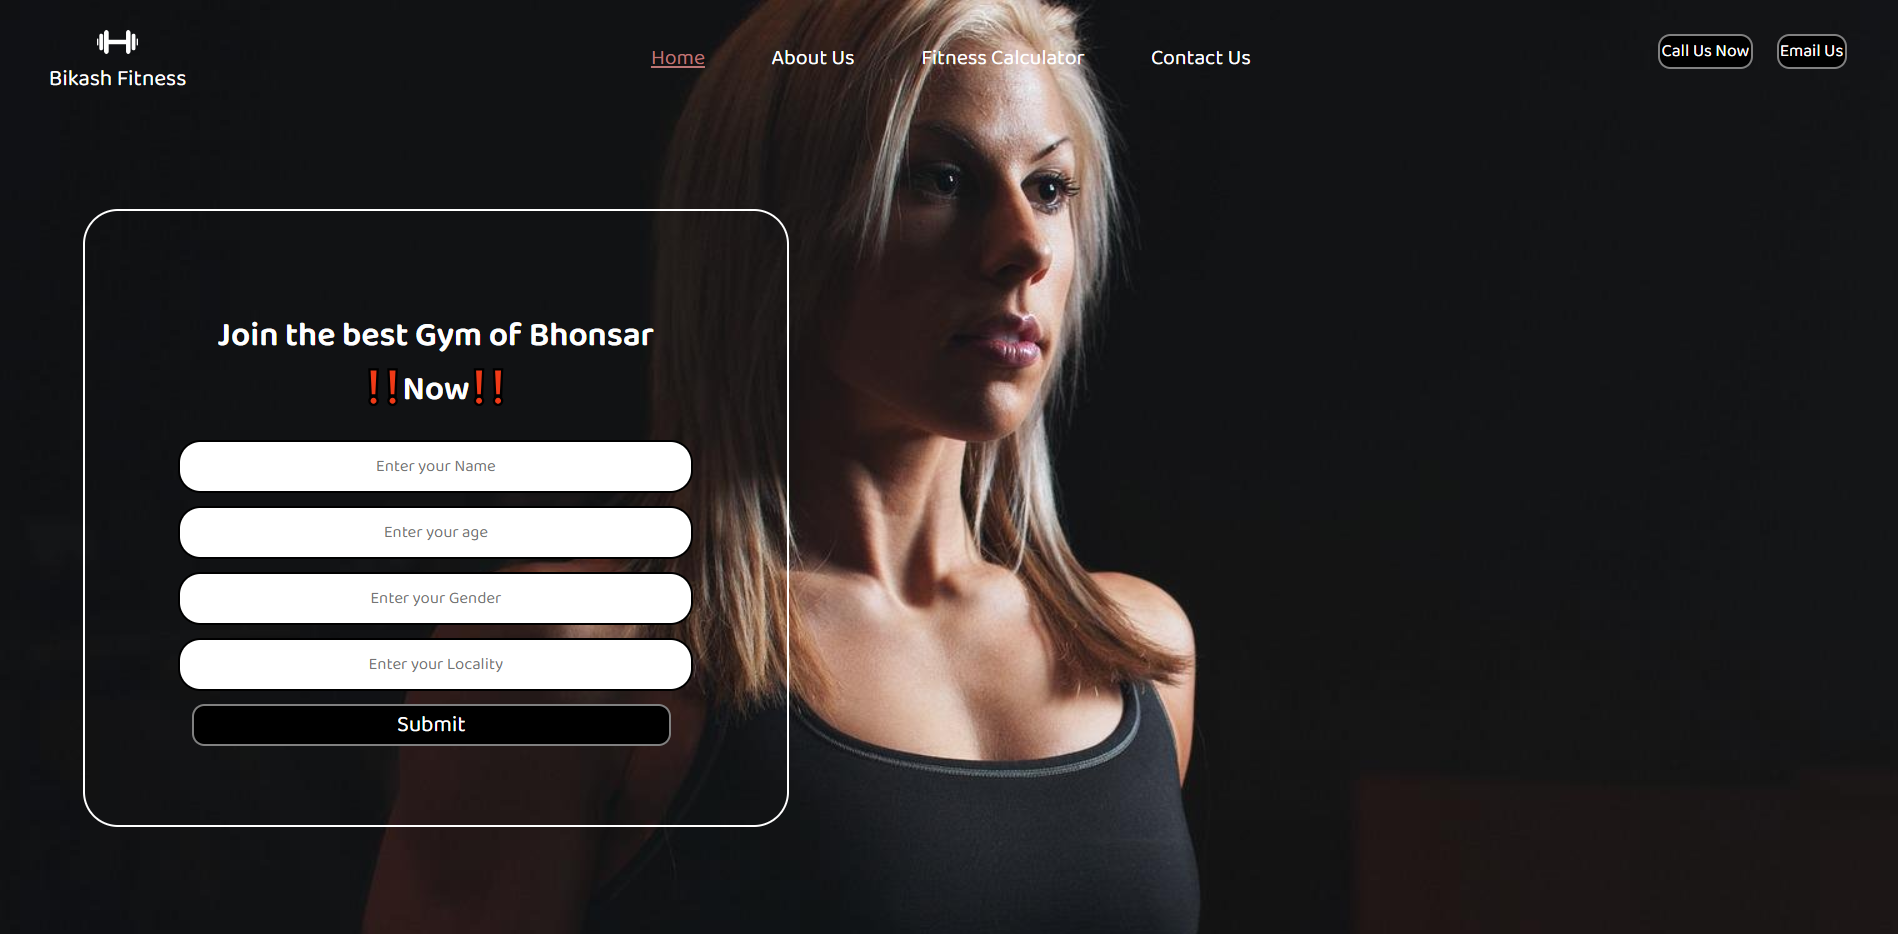 Bikash Fitness
Home
About Us
Fitness Calculator
Contact Us
Call Us Now
Email Us
Join the best Gym of Bhonsar
‼️Now‼️
Enter your Name
Enter your age
Enter your Gender
Enter your Locality
Submit